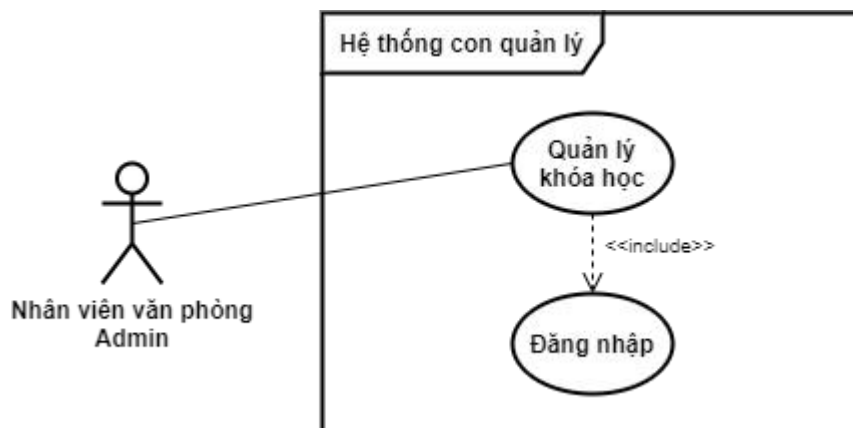 Hệ thống con quản lý
Quản lý
khóa học
<<include>>
Nhân viên văn phòng
Admin
Đăng nhập